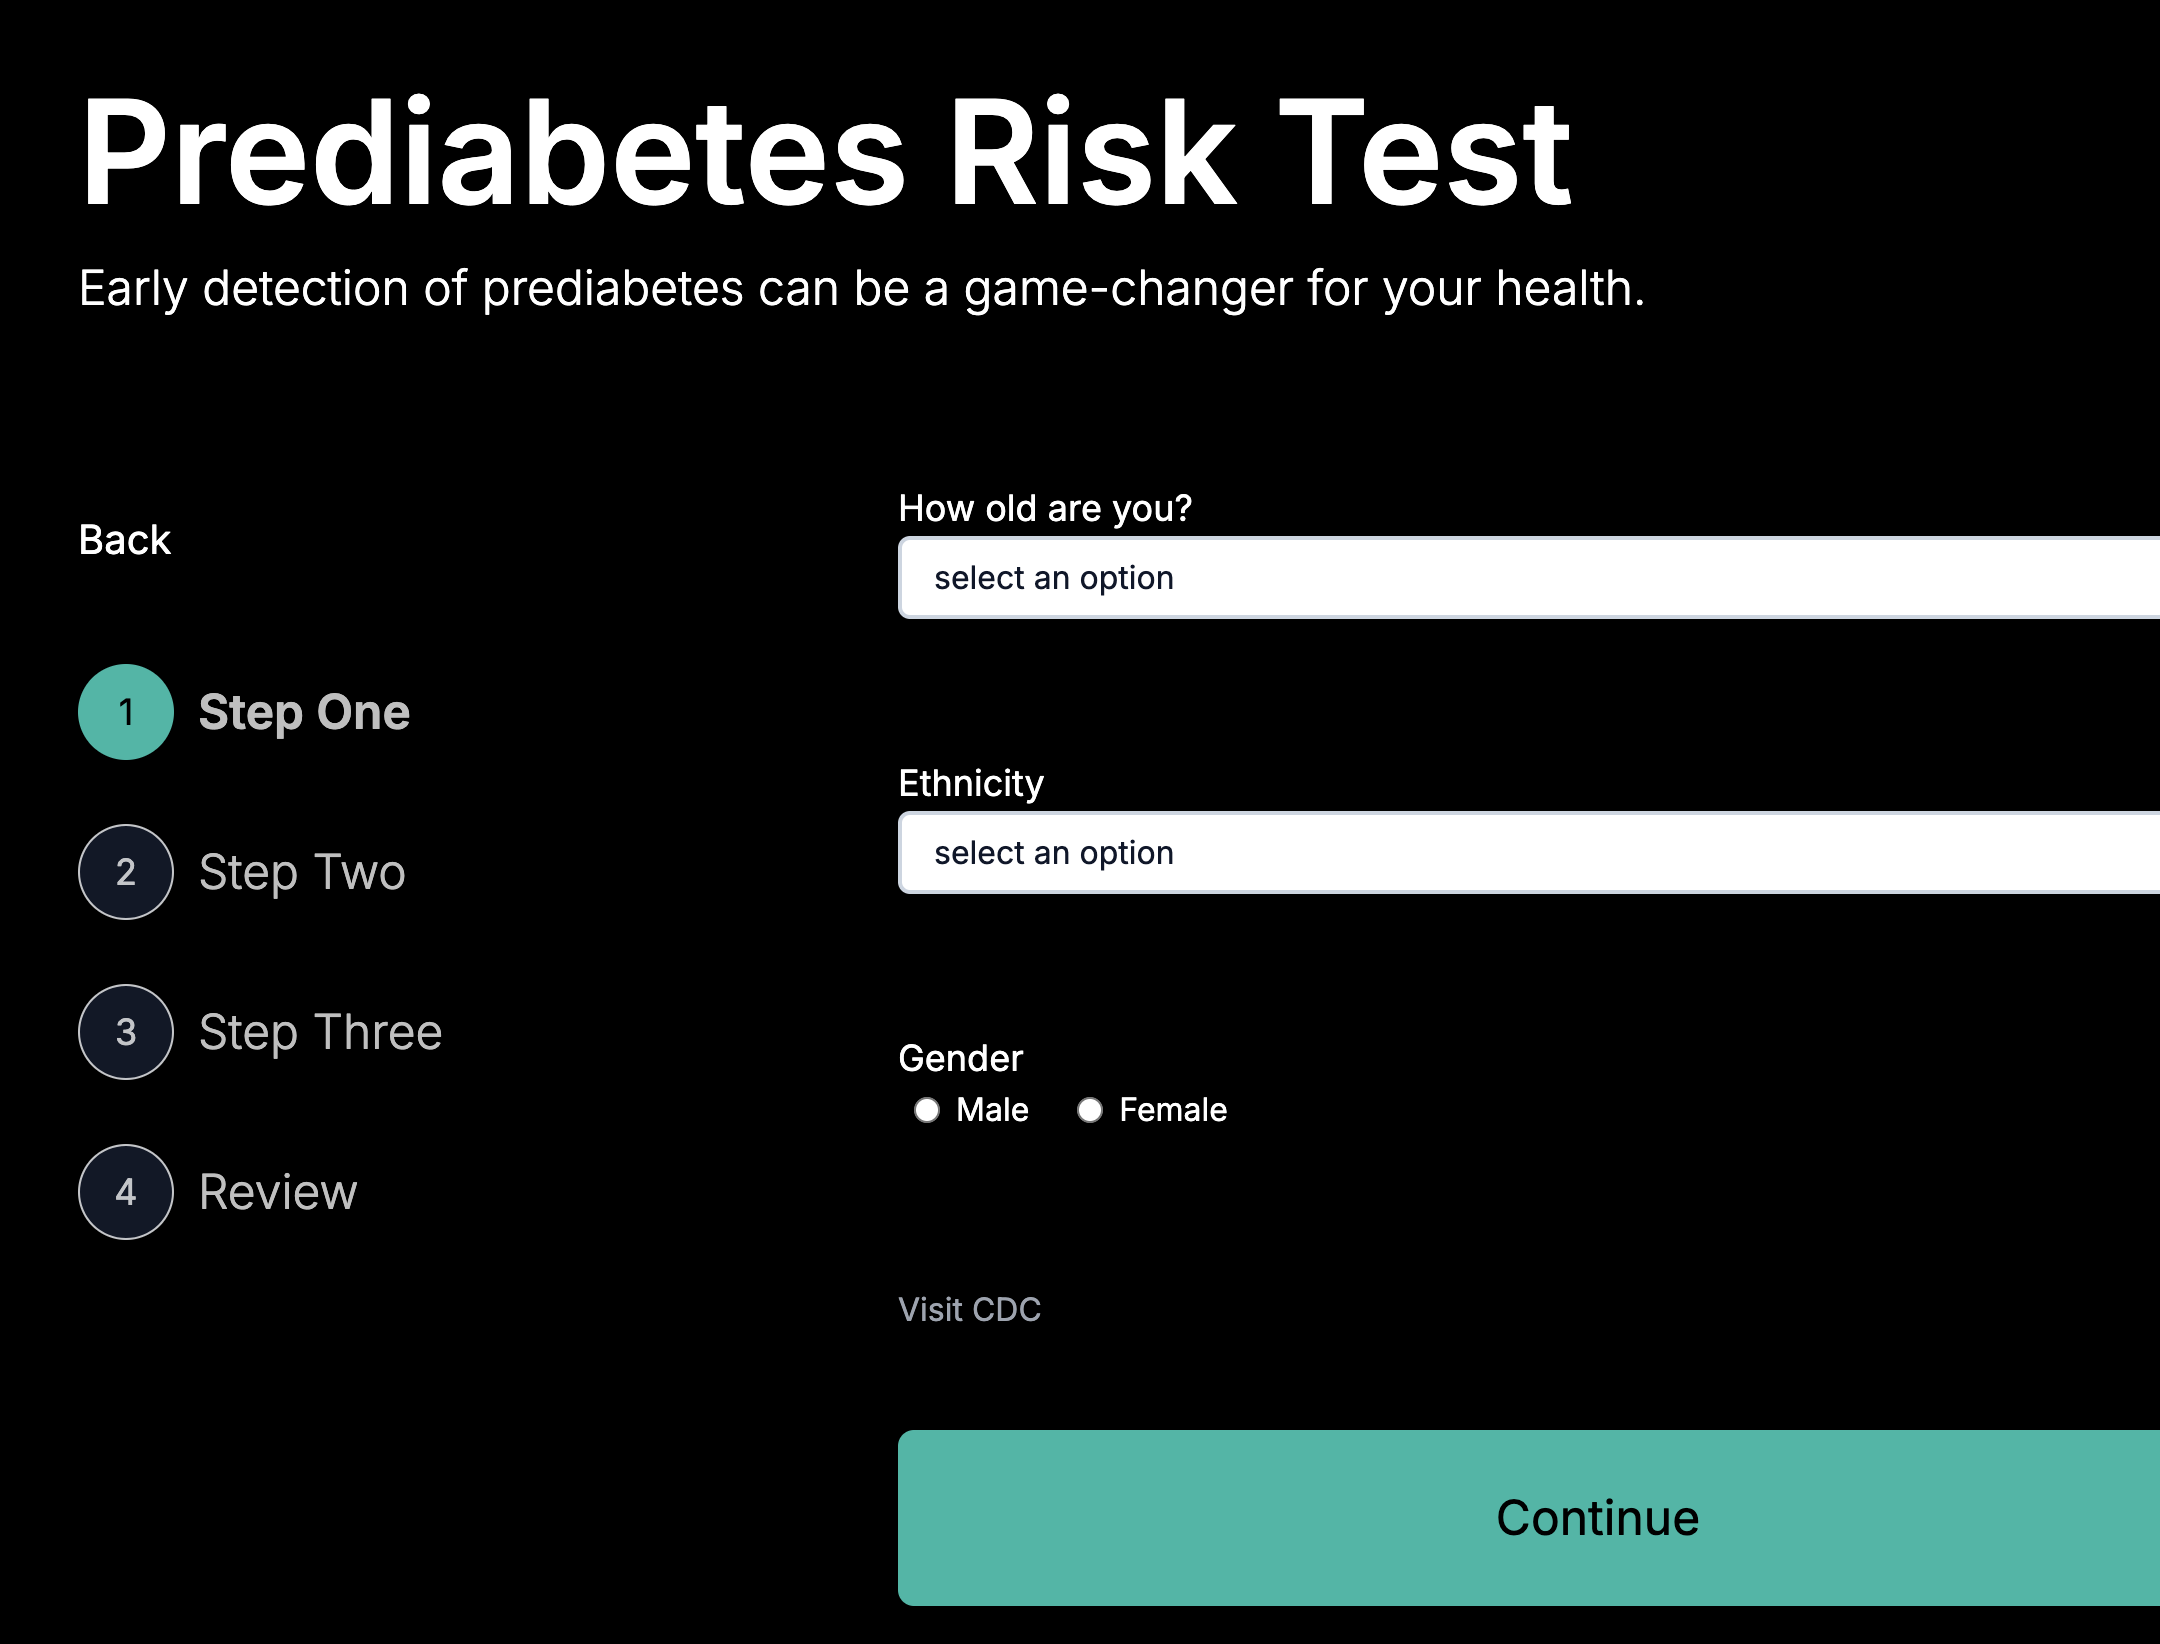 Prediabetes Risk Test
Early detection of prediabetes can be a game-changer for your health.
Back
1 Step One
2 Step Two
3 Step Three
4 Review
How old are you?
select an option
Ethnicity
select an option
Gender
Male Female
Visit CDC
Continue